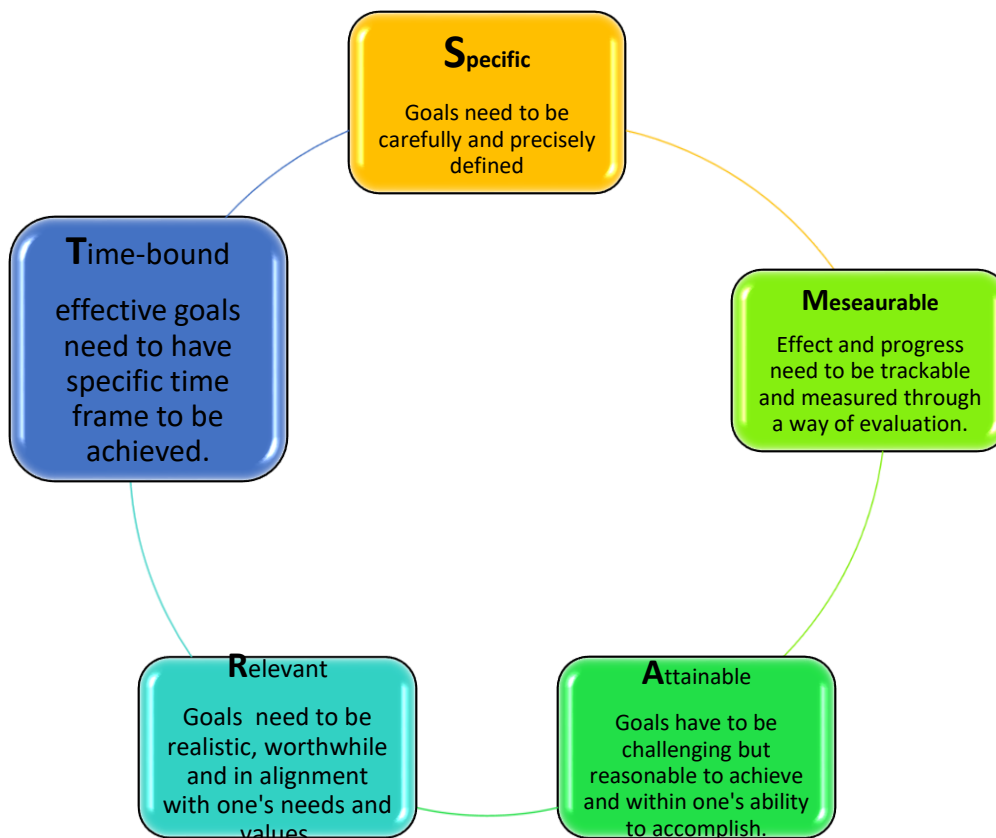 Specific
Goals need to be
carefully and precisely
defined
Meseaurable
Effect and progress
need to be trackable
and measured through
a way of evaluation.
Attainable
Goals have to be
challenging but
reasonable to achieve
and within one's ability
to accomplish.
Relevant
Goals need to be
realistic, worthwhile
and in alignment
with one's needs and
values
Time-bound
effective goals
need to have
specific time
frame to be
achieved.